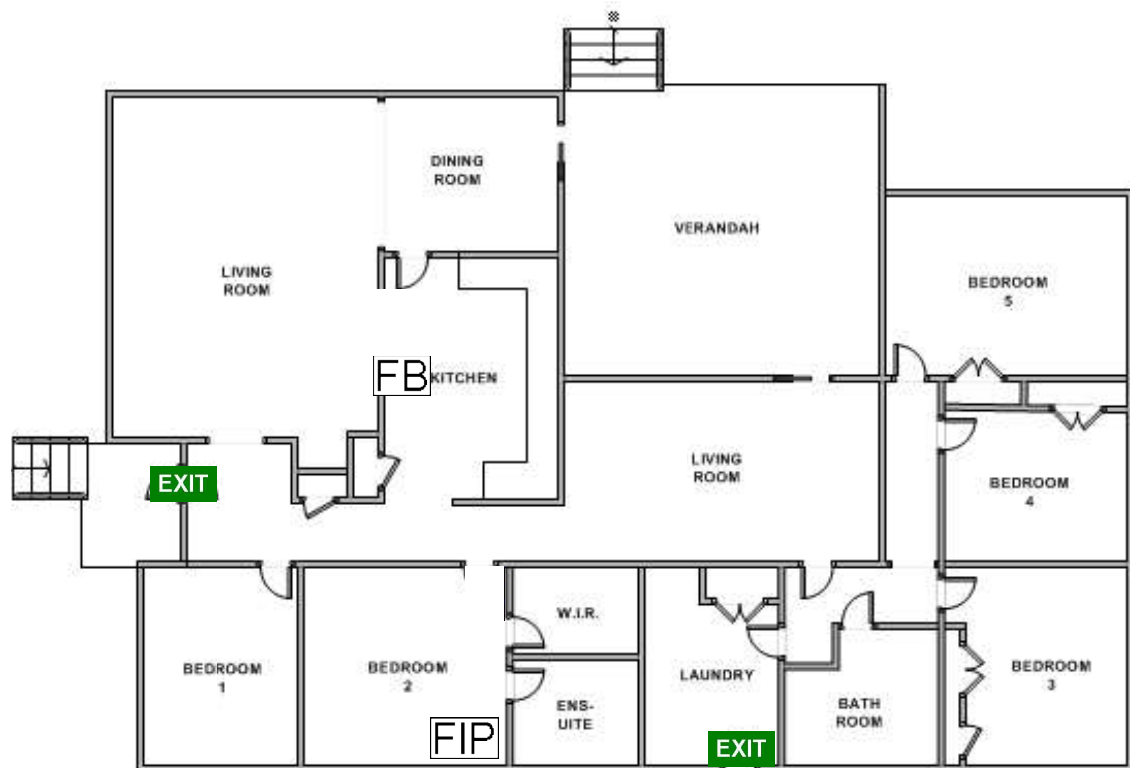 DINING
ROOM
VERANDAH
LIVING
ROOM
BEDROOM
5
FB
KITCHEN
LIVING
ROOM
EXIT
BEDROOM
4
W.I.R.
BEDROOM
1
BEDROOM
2
LAUNDRY
BEDROOM
3
ENS-
UITE
BATH
ROOM
FIP
EXIT